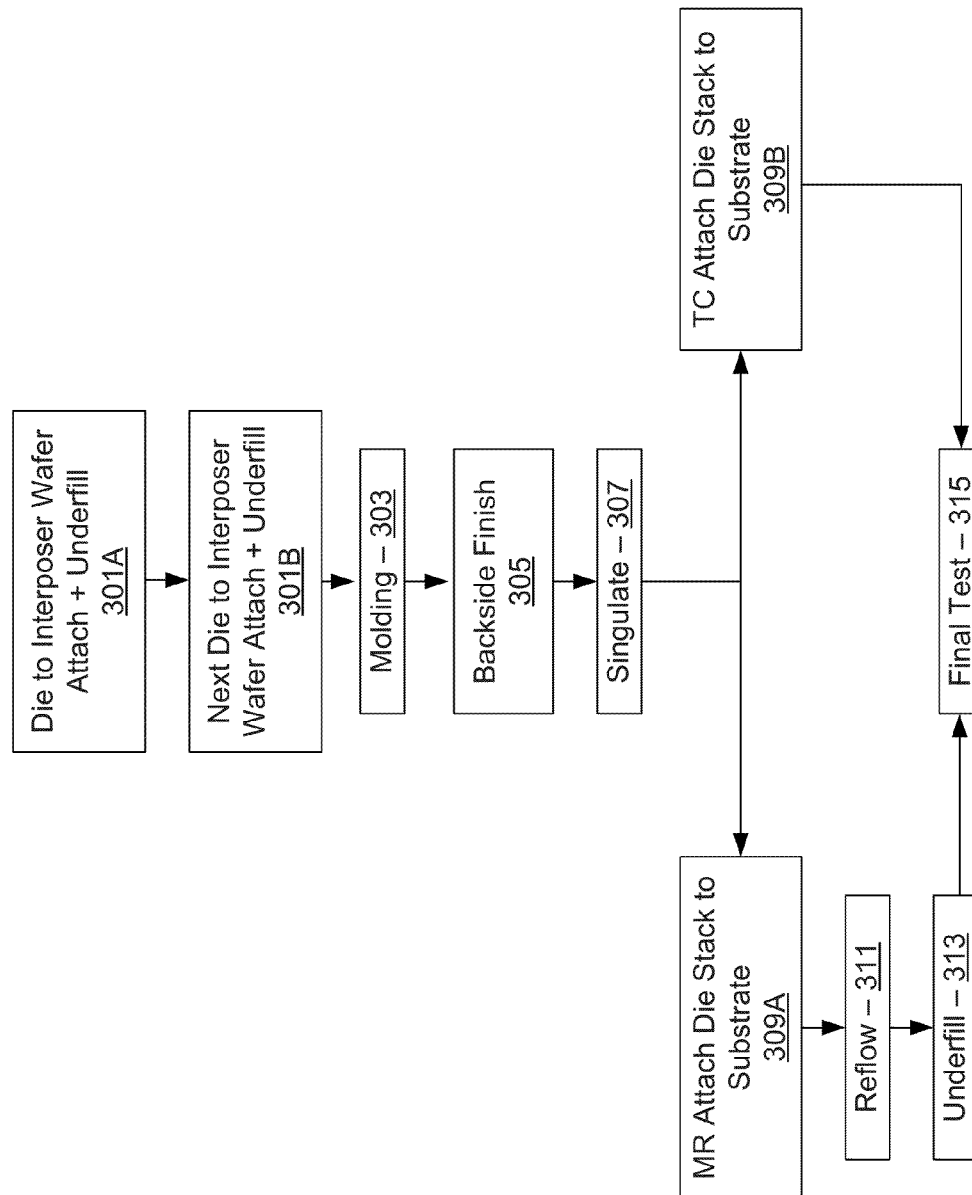 Die to Interposer Wafer
Attach + Underfill
301A
Next Die to Interposer
Wafer Attach + Underfill
301B
Molding – 303
Backside Finish
305
Singulate – 307
MR Attach Die Stack to
Substrate
309A
Reflow – 311
Underfill – 313
TC Attach Die Stack to
Substrate
309B
Final Test – 315